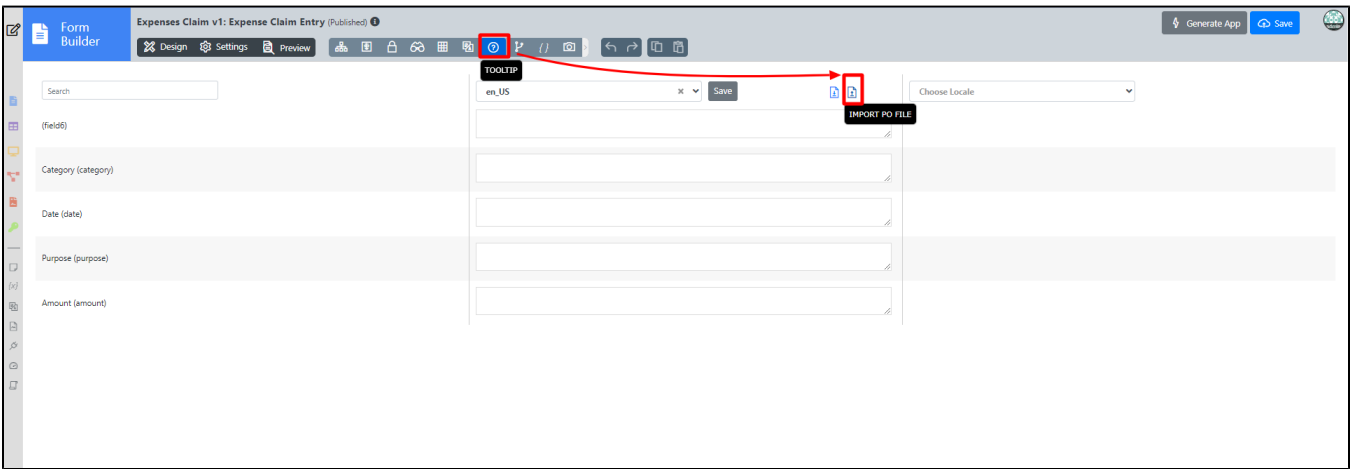 Form Builder
Expenses Claim v1: Expense Claim Entry (Published)
Generate App
Save
Design
Settings
Preview
TOOLTIP
Search
en_US
Save
Choose Locale
IMPORT PO FILE
(field6)
Category (category)
Date (date)
Purpose (purpose)
Amount (amount)